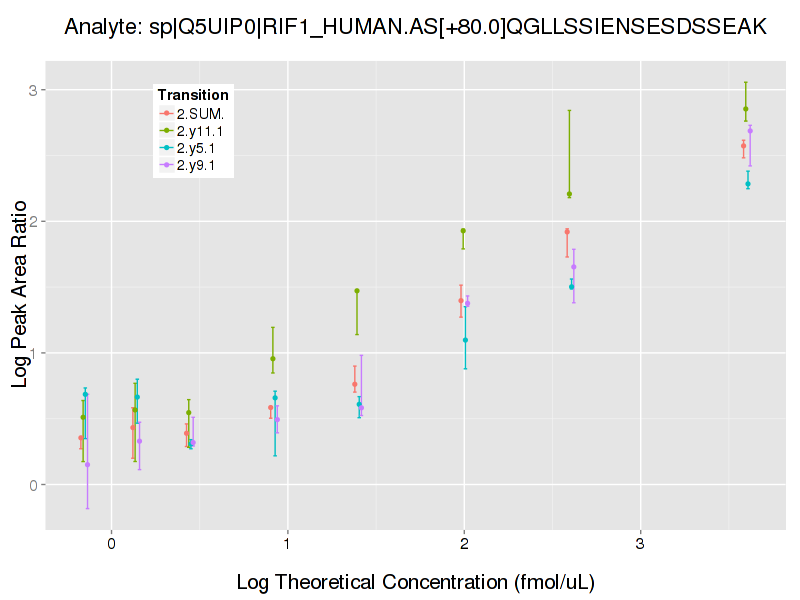 Analyte: sp|Q5UIP0|RIF1_HUMAN.AS[+80.0]QGLLSSIENSESDSSEAK
Log Peak Area Ratio
3
2
1
0
Transition
2.SUM.
2.y11.1
2.y5.1
2.y9.1
0 1 2 3
Log Theoretical Concentration (fmol/uL)